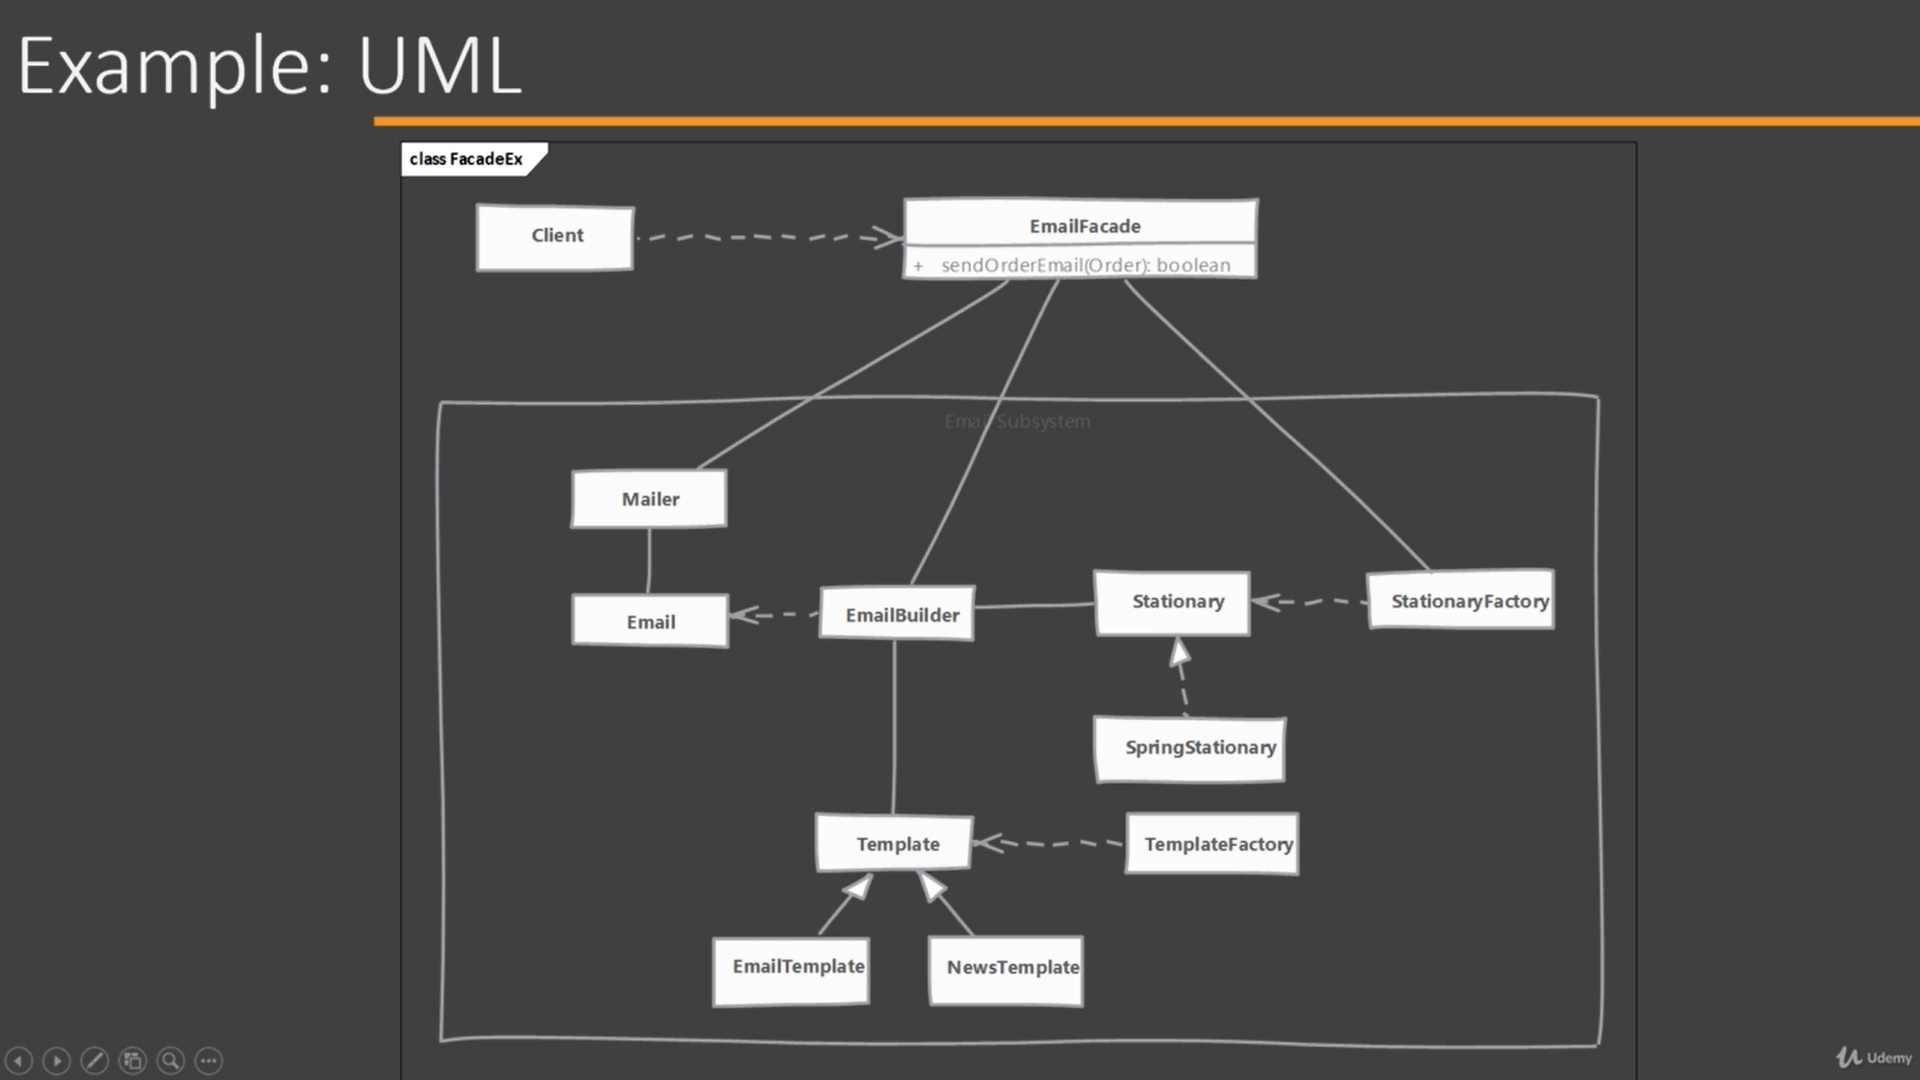 Example: UML
class FacadeEx
Client
EmailFacade
+ sendOrderEmail(Order): boolean
Email Subsystem
Mailer
Email
EmailBuilder
Stationary
StationaryFactory
SpringStationary
Template
TemplateFactory
EmailTemplate
NewsTemplate
Udemy